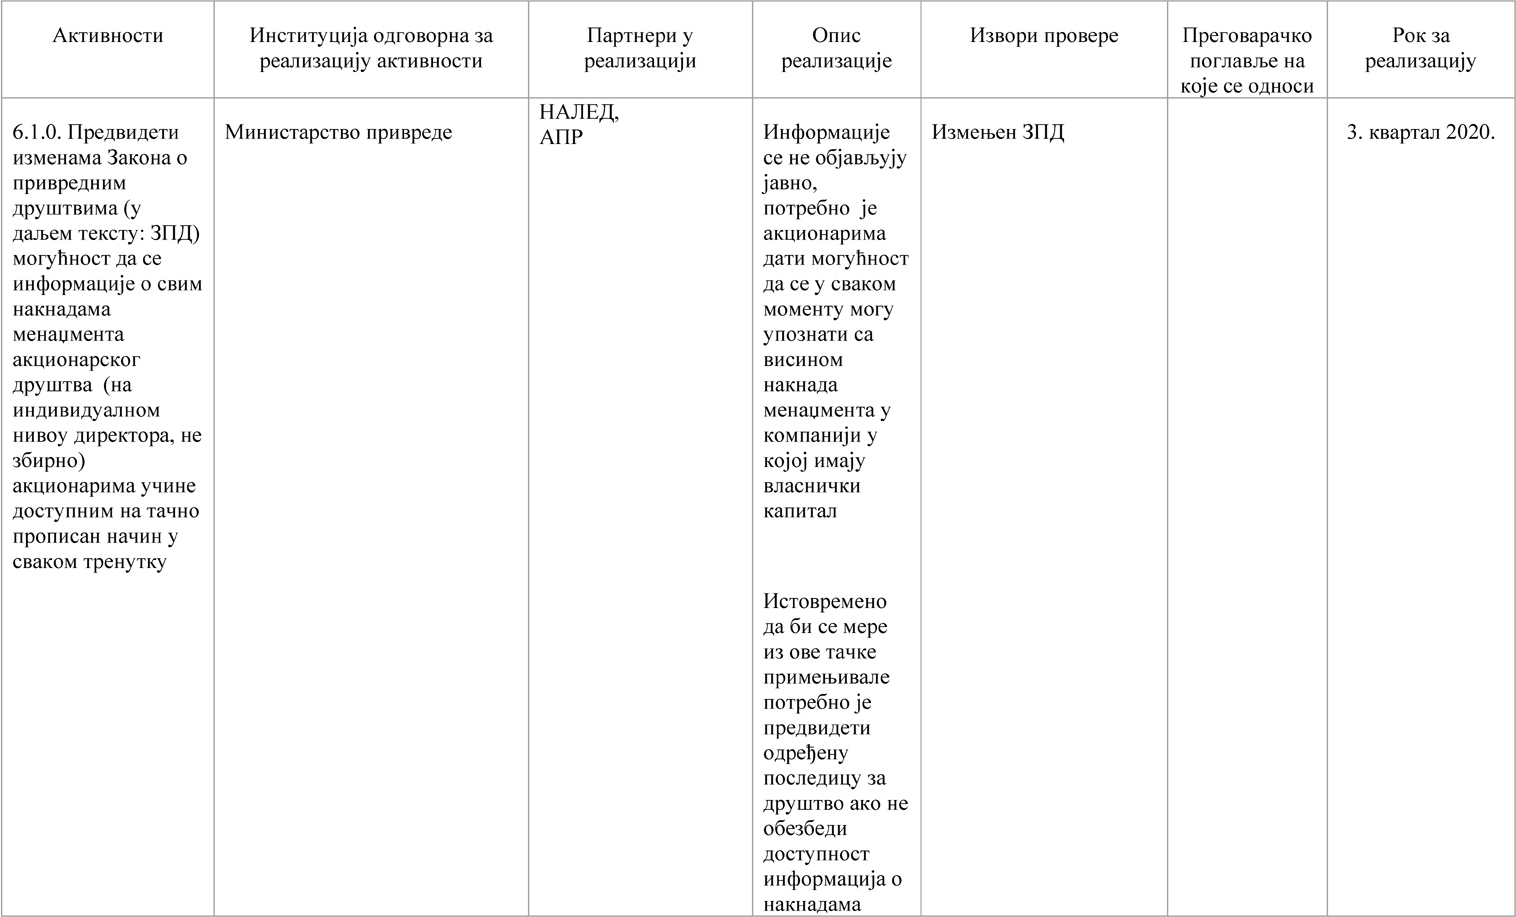 Активности
Институција одговорна за
реализацију активности
Партнери у
реализацији
Опис
реализације
Извори провере
Преговарачко
поглавље на
које се односи
Рок за
реализацију
6.1.0. Предвидети
изменама Закона о
привредним
друштвима (у
даљем тексту: ЗПД)
могућност да се
информације о свим
накнадама
менаџмента
акционарског
друштва  (на
индивидуалном
нивоу директора, не
збирно)
акционарима учине
доступним на тачно
прописан начин у
сваком тренутку
Министарство привреде
НАЛЕД,
АПР
Информације
се не објављују
јавно,
потребно  је
акционарима
дати могућност
да се у сваком
моменту могу
упознати са
висином
накнада
менаџмента у
компанији у
којој имају
власнички
капитал
Истовремено
да би се мере
из ове тачке
примењивале
потребно је
предвидети
одређену
последицу за
друштво ако не
обезбеди
доступност
информација о
накнадама
Измењен ЗПД
3. квартал 2020.